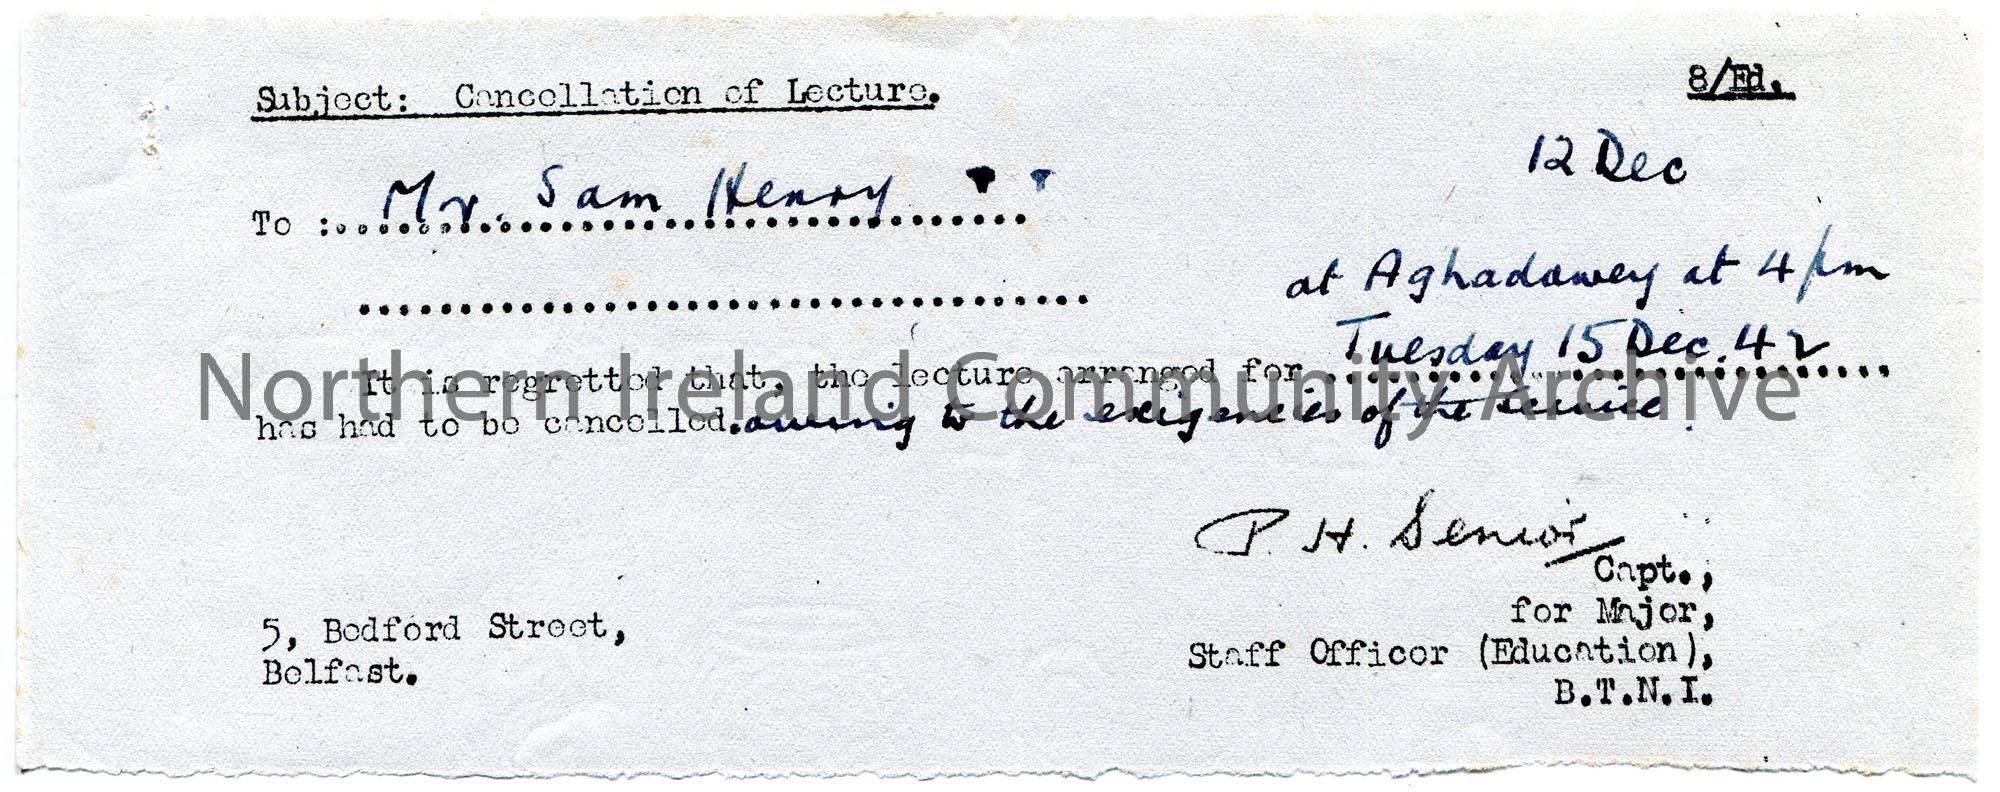 Subject: Cancellation of Lecture. 8/Ed.
12 Dec
To :..... Mr. Sam Henry
at Aghadowey at 4 pm
Tuesday 15 Dec. 42
It is regretted that, the lecture arranged for..............................
has had to be cancelled. owing to the exigencies of the service.
Northern Ireland Community Archive
P. H. Senior
Capt.,
for Major,
Staff Officer (Education),
B.T.N.I.
5, Bedford Street,
Belfast.